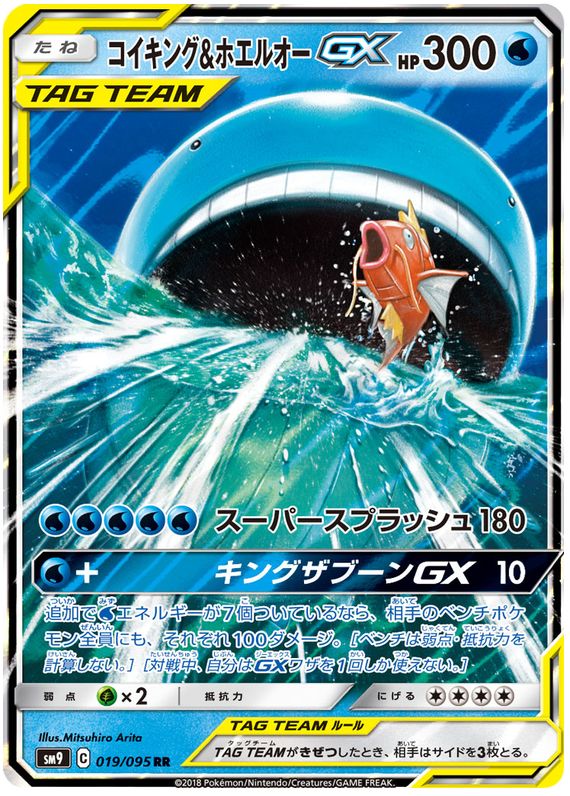 たね コイキング&ホエルオーGX HP300
TAG TEAM
スーパースプラッシュ 180
+ キングザブーンGX 10
追加でエネルギーが7個ついているなら、相手のベンチポケ
モン全員にも、それぞれ100ダメージ。[ベンチは弱点・抵抗力を
計算しない。] [対戦中、自分はGXワザを1回しか使えない。]
弱点 ×2 抵抗力 にげる
Illus.Mitsuhiro Arita
TAG TEAM ルール
TAG TEAMがきぜつしたとき、相手はサイドを3枚とる。
SM9 C 019/095 RR
©2018 Pokémon/Nintendo/Creatures/GAME FREAK.